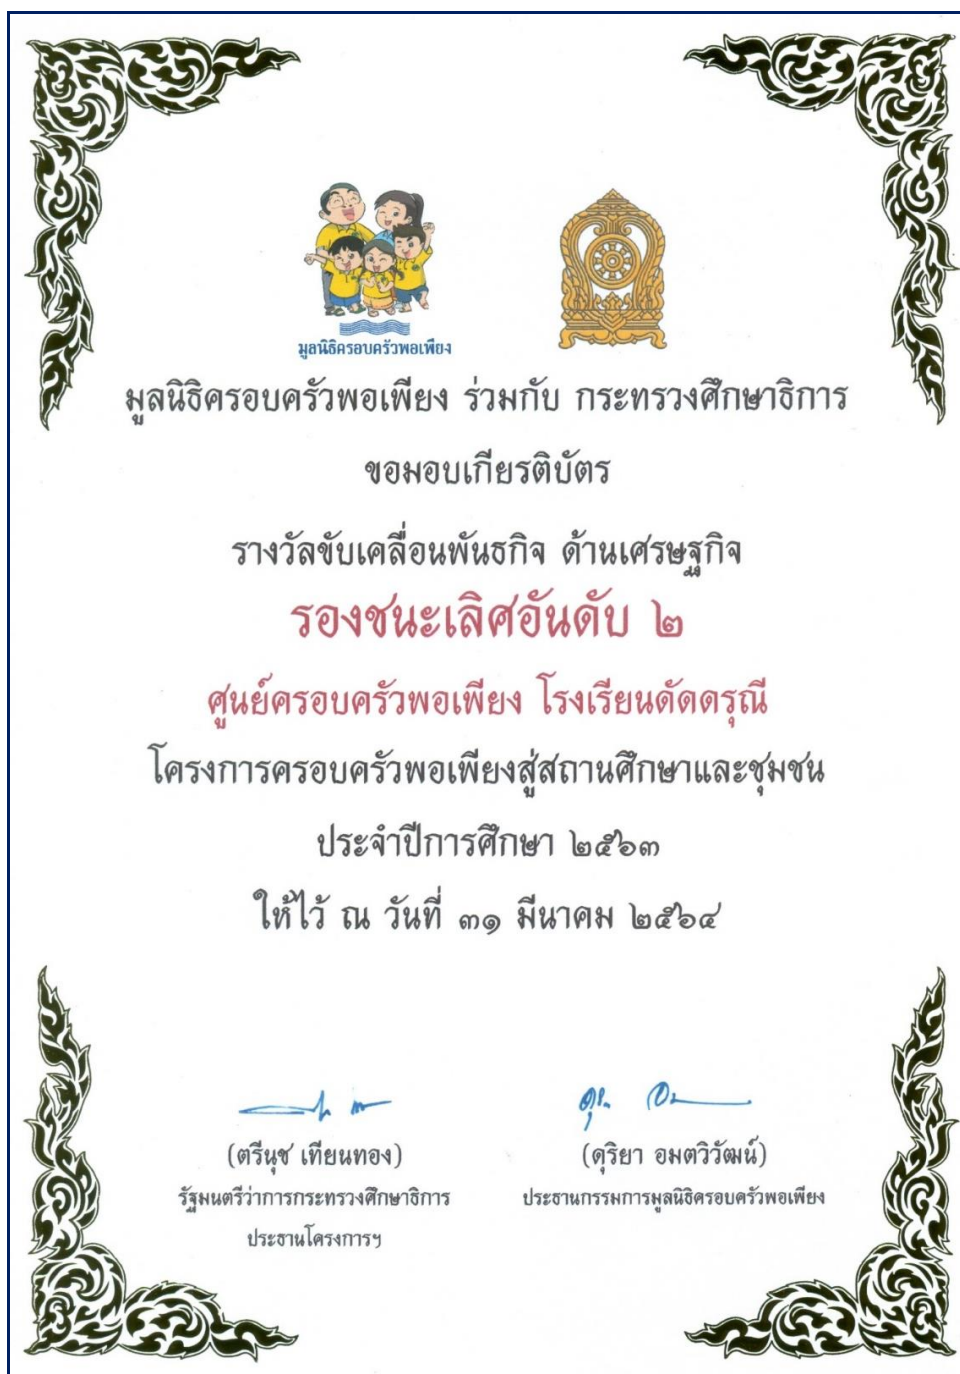 มูลนิธิครอบครัวพอเพียง
มูลนิธิครอบครัวพอเพียง ร่วมกับ กระทรวงศึกษาธิการ
ขอมอบเกียรติบัตร
รางวัลขับเคลื่อนพันธกิจ ด้านเศรษฐกิจ
รองชนะเลิศอันดับ ๒
ศูนย์ครอบครัวพอเพียง โรงเรียนดัดดรุณี
โครงการครอบครัวพอเพียงสู่สถานศึกษาและชุมชน
ประจำปีการศึกษา ๒๕๖๓
ให้ไว้ ณ วันที่ ๓๑ มีนาคม ๒๕๖๔
(ตรีนุช เทียนทอง)
รัฐมนตรีว่าการกระทรวงศึกษาธิการ
ประธานโครงการฯ
(ดุริยา อมตวิวัฒน์)
ประธานกรรมการมูลนิธิครอบครัวพอเพียง